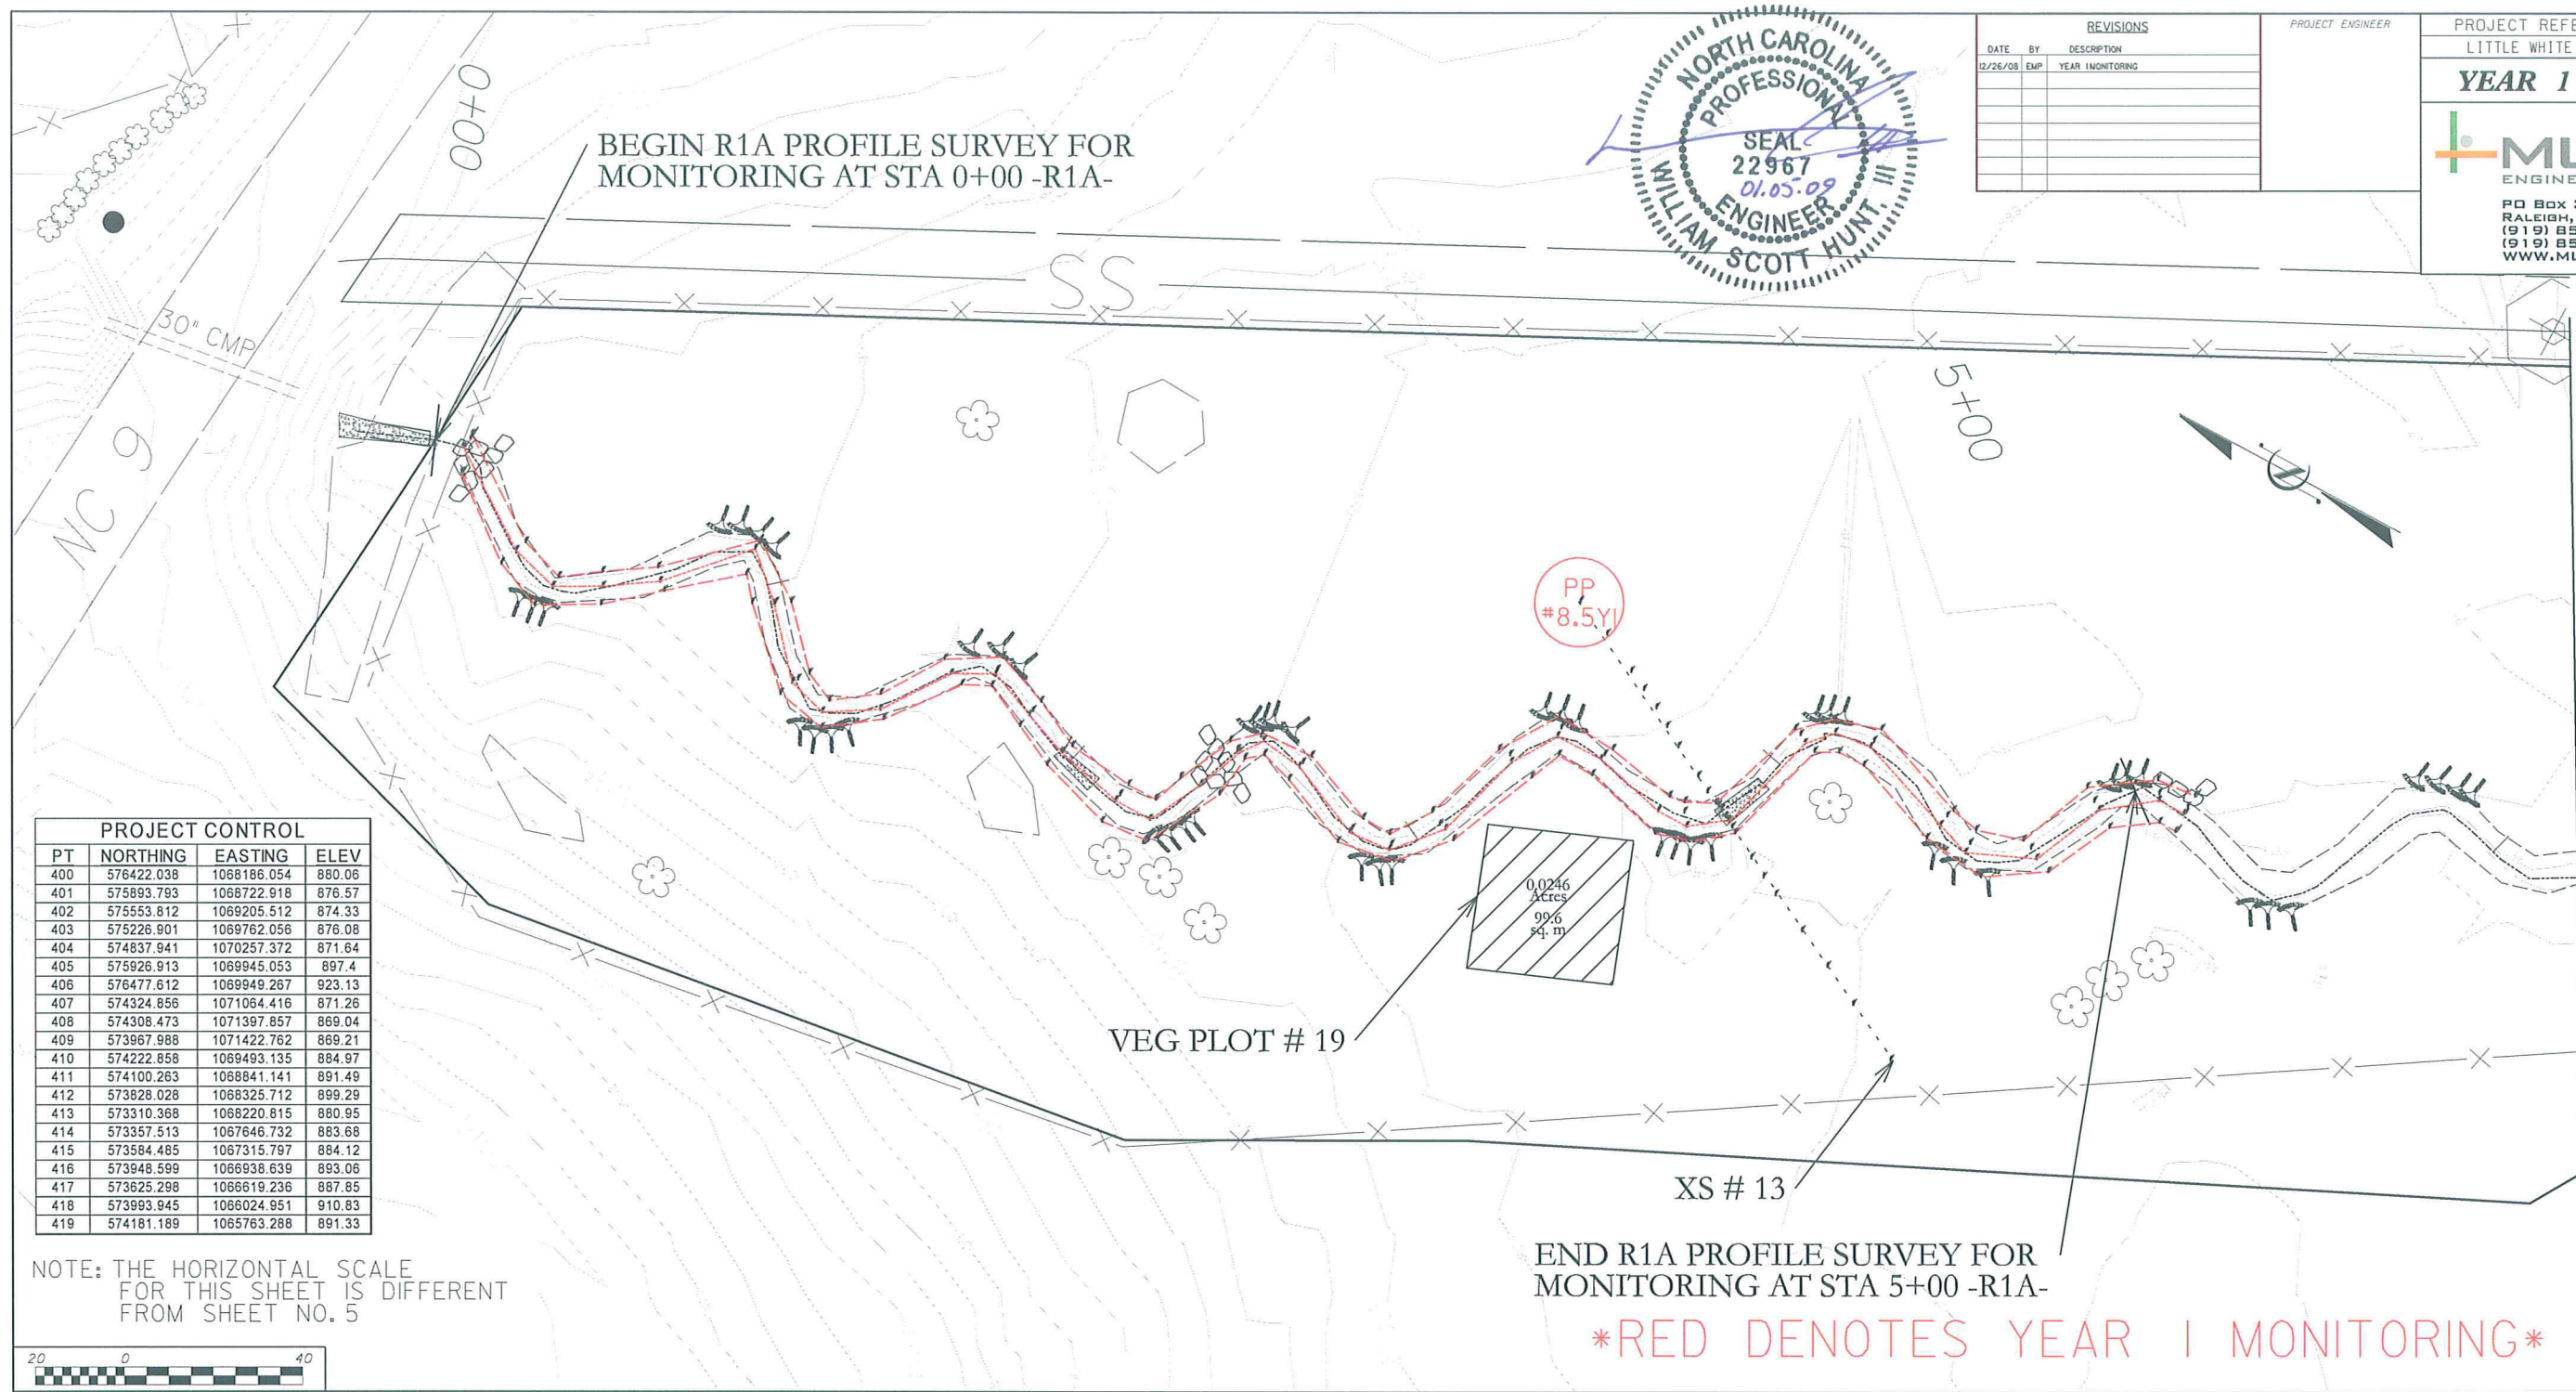 REVISIONS
DATE BY DESCRIPTION
12/26/08 EMP YEAR 1 MONITORING
PROJECT ENGINEER
PROJECT REFE
LITTLE WHITE
YEAR 1
ENGINE
PO Box
RALEIGH,
(919) 85
(919) 85
WWW.MU
NORTH CAROLINA
PROFESSIONAL
SEAL
22967
01.05.09
ENGINEER
WILLIAM SCOTT HUNT, III
0+00
BEGIN R1A PROFILE SURVEY FOR
MONITORING AT STA 0+00 -R1A-
SS
30" CMP
NC 9
5+00
PP
#8.5Y1
0.0246
Acres
99.6
sq. m
VEG PLOT # 19
XS # 13
END R1A PROFILE SURVEY FOR
MONITORING AT STA 5+00 -R1A-
PROJECT CONTROL
PT NORTHING EASTING ELEV
400 576422.038 1068186.054 880.06
401 575893.793 1068722.918 876.57
402 575553.812 1069205.512 874.33
403 575226.901 1069762.056 876.08
404 574837.941 1070257.372 871.64
405 575926.913 1069945.053 897.4
406 576477.612 1069949.267 923.13
407 574324.856 1071064.416 871.26
408 574308.473 1071397.857 869.04
409 573967.988 1071422.762 869.21
410 574222.858 1069493.135 884.97
411 574100.263 1068841.141 891.49
412 573828.028 1068325.712 899.29
413 573310.368 1068220.815 880.95
414 573357.513 1067646.732 883.68
415 573584.485 1067315.797 884.12
416 573948.599 1066938.639 893.06
417 573625.298 1066619.236 887.85
418 573993.945 1066024.951 910.83
419 574181.189 1065763.288 891.33
NOTE: THE HORIZONTAL SCALE
FOR THIS SHEET IS DIFFERENT
FROM SHEET NO. 5
*RED DENOTES YEAR 1 MONITORING*
20 0 40